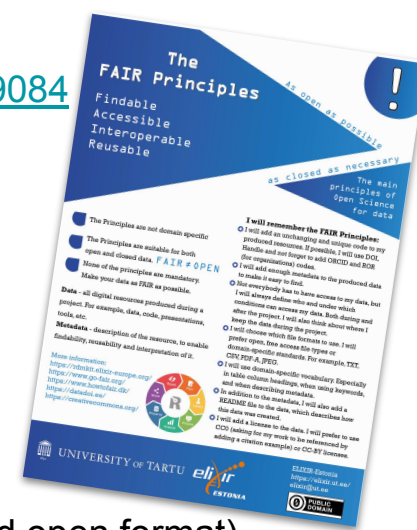 9084
The
FAIR Principles
Findable
Accessible
Interoperable
Reusable
!
As open as possible
as closed as necessary
The main
principles of
Open Science
for data
The Principles are not domain specific
The Principles are suitable for both
open and closed data. FAIR ≠ OPEN
None of the principles are mandatory.
Make your data as FAIR as possible.
Data - all digital resources produced during a
project. For example, data, code, presentations,
tools, etc.
Metadata - description of the resource, to enable
findability, reusability and interpretation of it.
More information:
https://rdmkit.elixir-europe.org/
https://www.go-fair.org/
https://www.howtofair.dk/
https://datadoi.ee/
https://creativecommons.org/
I will remember the FAIR Principles:
I will add an unchanging and unique code to my
produced resources. If possible, I will use DOI,
Handle and not forget to add ORCID and ROR
(for organisations) codes.
I will add enough metadata to the produced data
to make it easy to find.
Not everybody has to have access to my data, but
I will always define who and under which
conditions can access my data. Both during and
after the project. I will also think about where I
keep the data during the project.
I will choose which file formats to use. I will
prefer open, free access file types or
domain-specific standards. For example, TXT,
CSV, PDF-A, JPEG.
I will use domain-specific vocabulary. Especially
in table column headings, when using keywords,
and when describing metadata.
In addition to the metadata, I will also add a
README file to the data, which describes how
this data was created.
I will add a license to the data. I will prefer to use
CC0 (asking for my work to be referenced by
adding a citation example) or CC-BY licenses.
UNIVERSITY OF TARTU
elixir
ESTONIA
ELIXIR Estonia
https://elixir.ut.ee/
elixir@ut.ee
PUBLIC
DOMAIN
d open format)